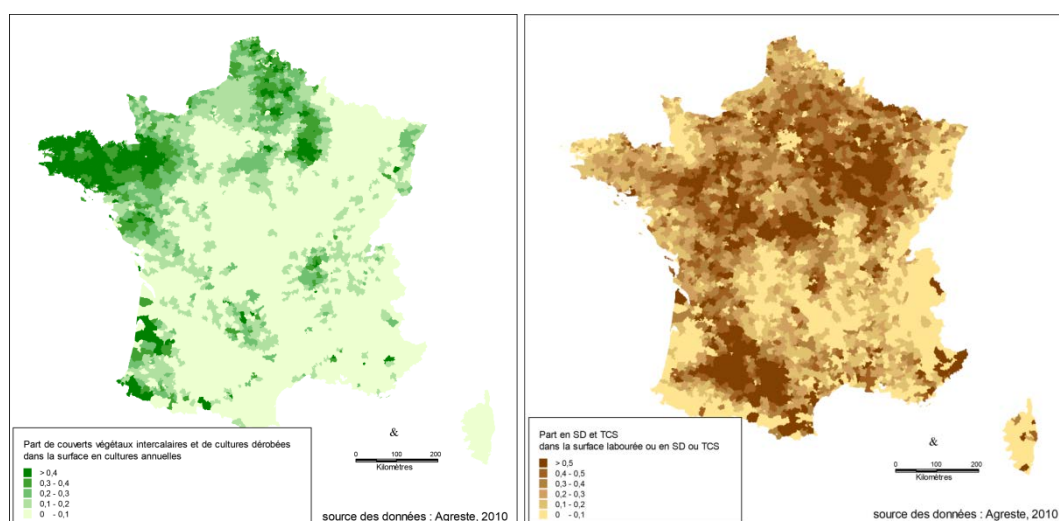 Part de couverts végétaux intercalaires et de cultures dérobées
dans la surface en cultures annuelles
> 0,4
0,3 - 0,4
0,2 - 0,3
0,1 - 0,2
0 - 0,1
&
0 100 200
Kilomètres
source des données : Agreste, 2010
Part en SD et TCS
dans la surface labourée ou en SD ou TCS
> 0,5
0,4 - 0,5
0,3 - 0,4
0,2 - 0,3
0,1 - 0,2
0 - 0,1
&
0 100 200
Kilomètres
source des données : Agreste, 2010